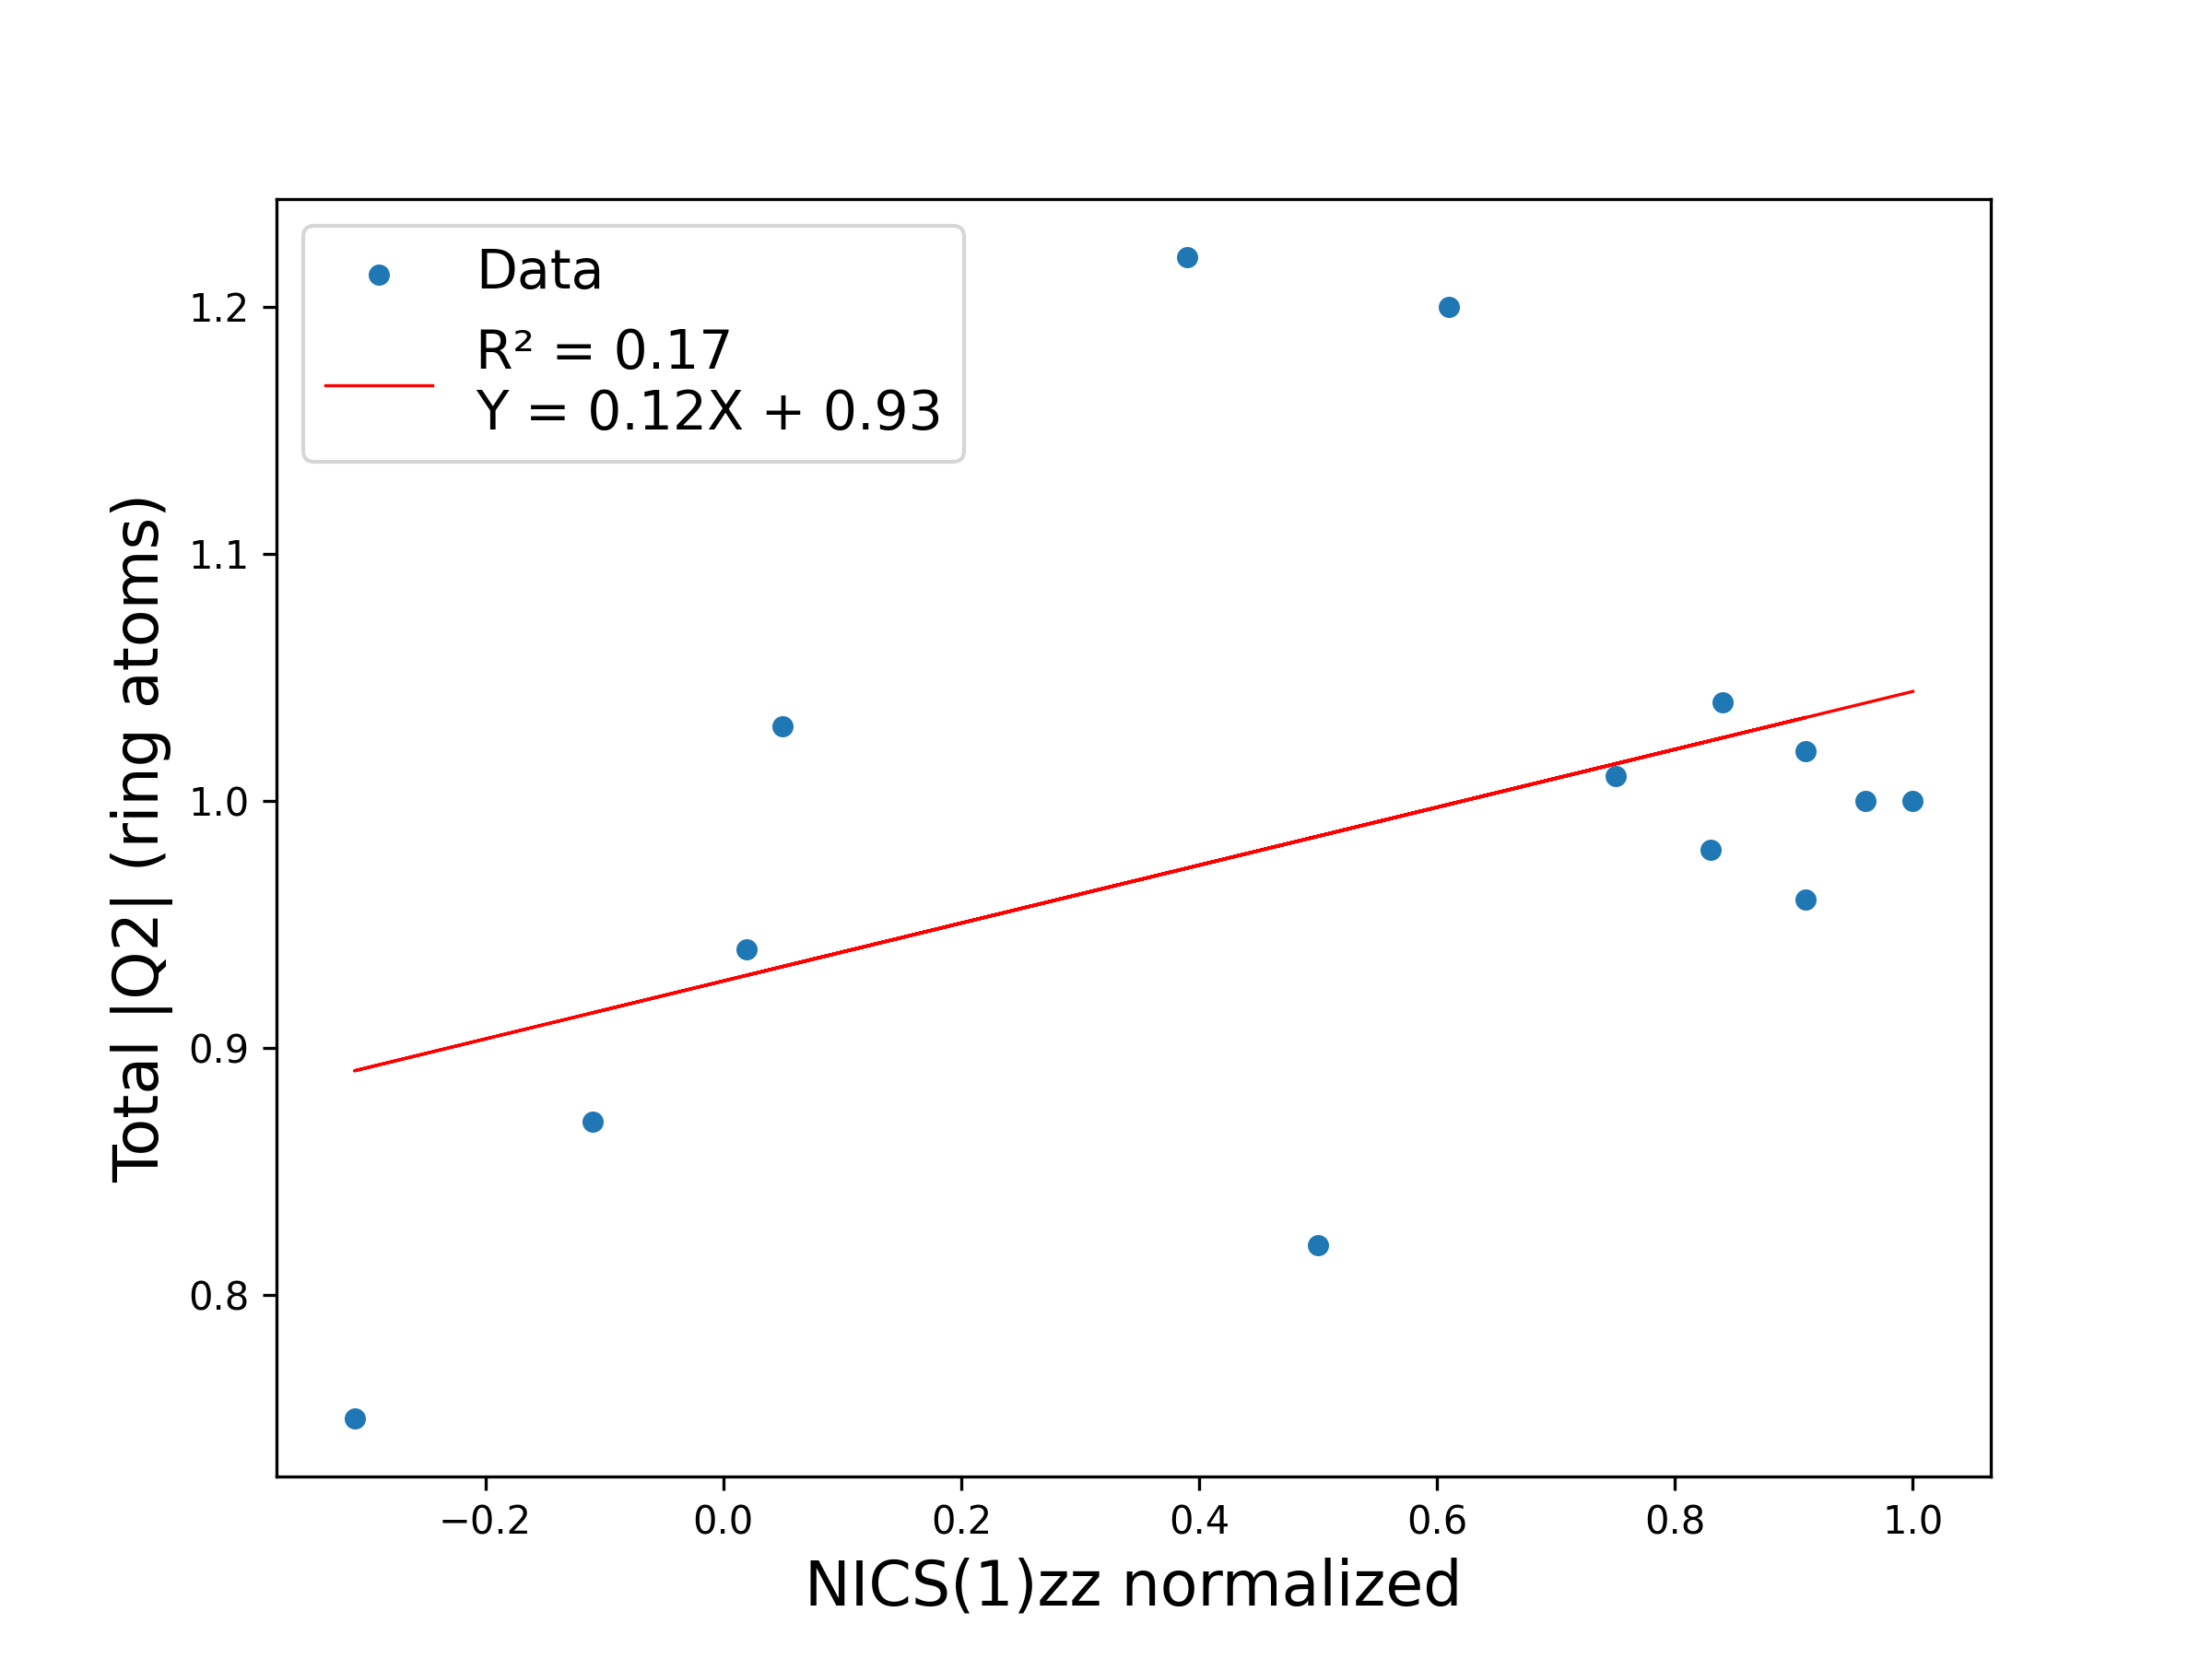 Data
R² = 0.17
Y = 0.12X + 0.93
Total |Q2| (ring atoms)
1.2
1.1
1.0
0.9
0.8
−0.2
0.0
0.2
0.4
0.6
0.8
1.0
NICS(1)zz normalized